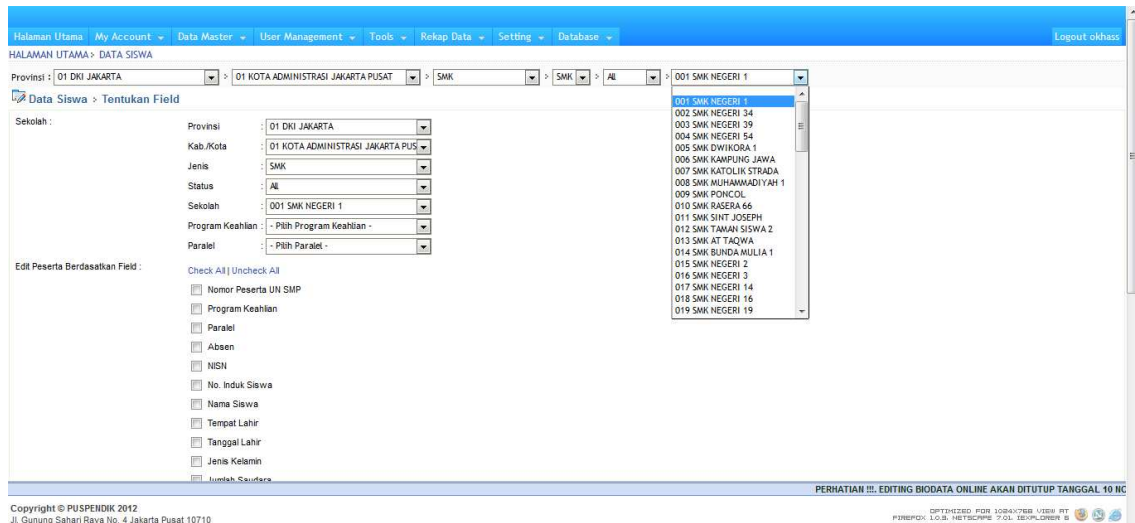 Halaman Utama My Account Data Master User Management Tools Rekap Data Setting Database Logout okhass
HALAMAN UTAMA > DATA SISWA
Provinsi : 01 DKI JAKARTA > 01 KOTA ADMINISTRASI JAKARTA PUSAT > SMK > SMK > All > 001 SMK NEGERI 1
Data Siswa > Tentukan Field
001 SMK NEGERI 1
002 SMK NEGERI 34
003 SMK NEGERI 39
004 SMK NEGERI 54
005 SMK DWIKORA 1
006 SMK KAMPUNG JAWA
007 SMK KATOLIK STRADA
008 SMK MUHAMMADIYAH 1
009 SMK PONCOL
010 SMK RASERA 66
011 SMK SINT JOSEPH
012 SMK TAMAN SISWA 2
013 SMK AT TAQWA
014 SMK BUNDA MULIA 1
015 SMK NEGERI 2
016 SMK NEGERI 3
017 SMK NEGERI 14
018 SMK NEGERI 16
019 SMK NEGERI 19
Sekolah :
Provinsi : 01 DKI JAKARTA
Kab./Kota : 01 KOTA ADMINISTRASI JAKARTA PUS
Jenis : SMK
Status : All
Sekolah : 001 SMK NEGERI 1
Program Keahlian : - Pilih Program Keahlian -
Paralel : - Pilih Paralel -
Edit Peserta Berdasatkan Field :
Check All | Uncheck All
Nomor Peserta UN SMP
Program Keahlian
Paralel
Absen
NISN
No. Induk Siswa
Nama Siswa
Tempat Lahir
Tanggal Lahir
Jenis Kelamin
Jumlah Saudara
PERHATIAN !!!. EDITING BIODATA ONLINE AKAN DITUTUP TANGGAL 10 NO
Copyright © PUSPENDIK 2012
Jl. Gunung Sahari Raya No. 4 Jakarta Pusat 10710
OPTIMIZED FOR 1024X768 VIEW AT
FIREFOX 1.0.8. NETSCAPE 7.01. IEXPLORER 6